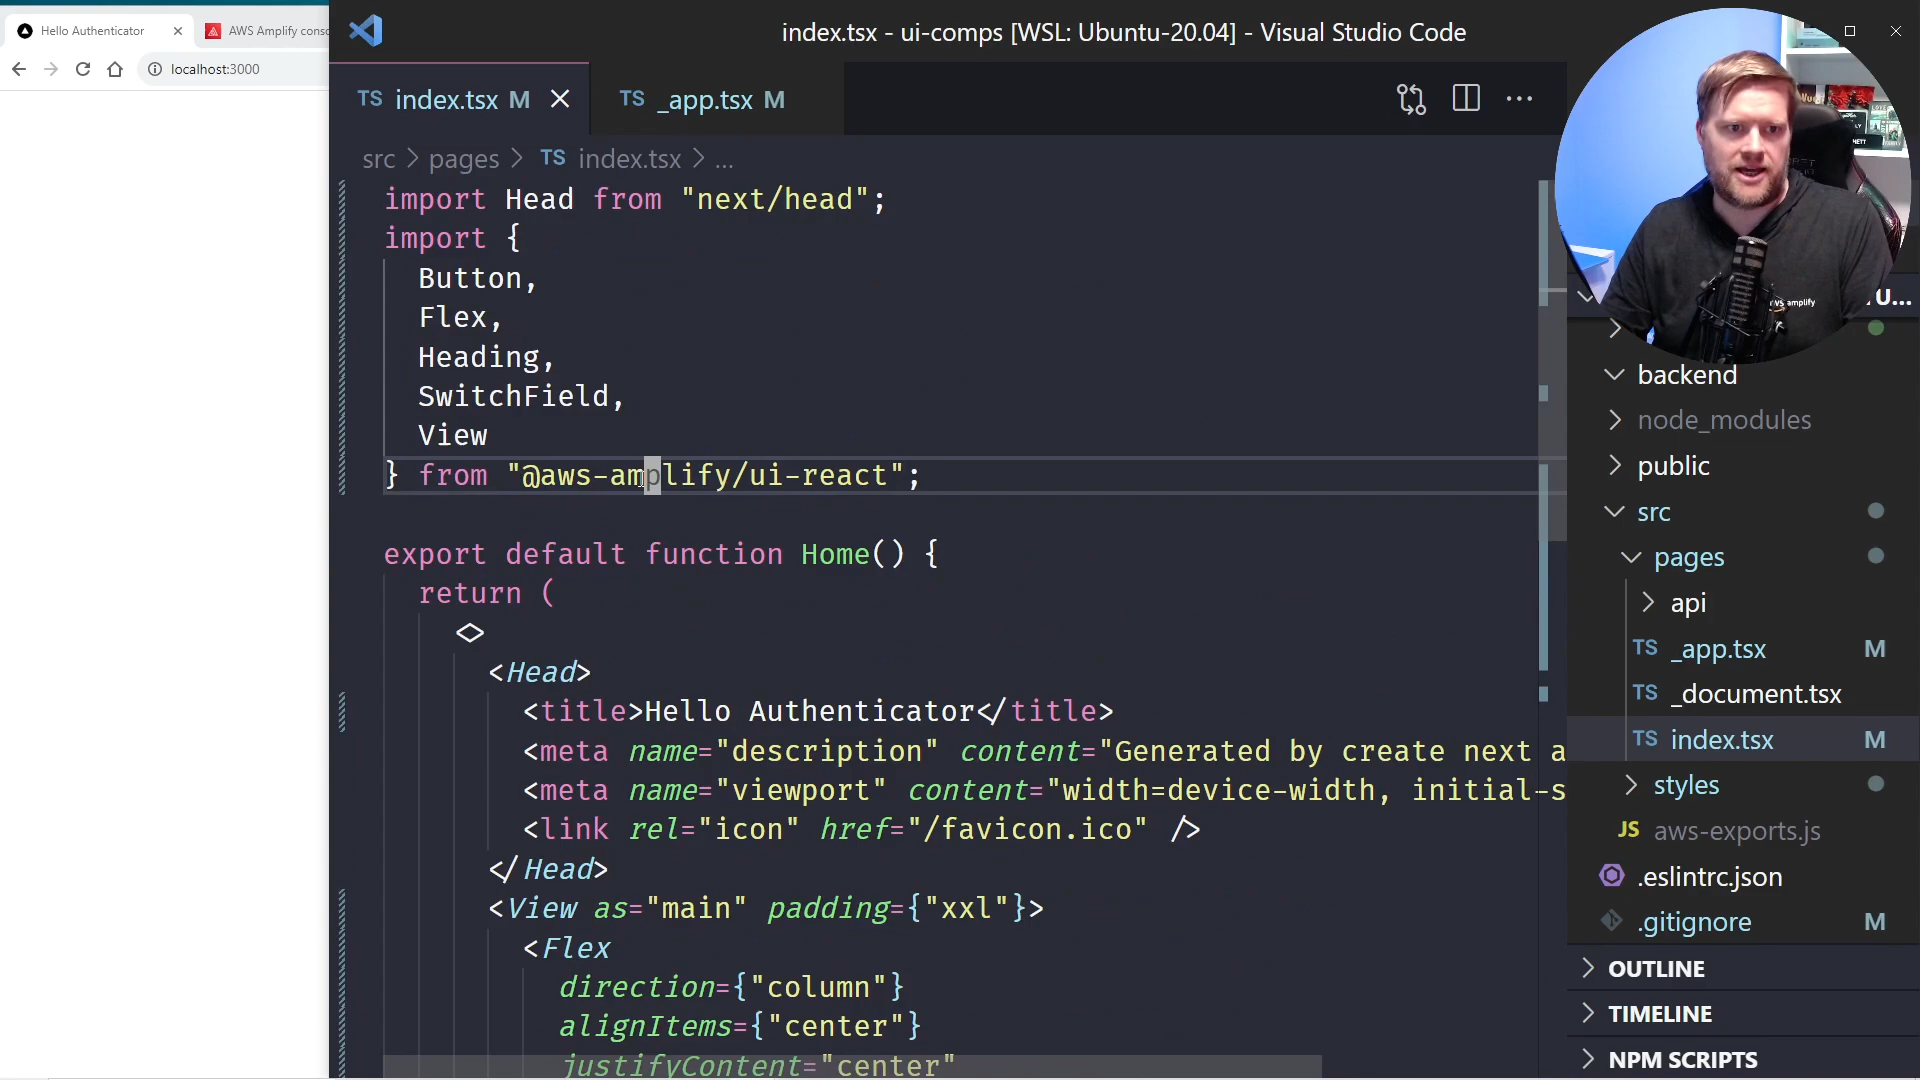 Hello Authenticator
AWS Amplify conso
localhost:3000
index.tsx - ui-comps [WSL: Ubuntu-20.04] - Visual Studio Code
TS index.tsx M
TS _app.tsx M
src > pages > TS index.tsx > ...
import Head from "next/head";
import {
Button,
Flex,
Heading,
SwitchField,
View
} from "@aws-amplify/ui-react";
export default function Home() {
return (
<>
<Head>
<title>Hello Authenticator</title>
<meta name="description" content="Generated by create next a
<meta name="viewport" content="width=device-width, initial-s
<link rel="icon" href="/favicon.ico" />
</Head>
<View as="main" padding={"xxl"}>
<Flex
direction={"column"}
alignItems={"center"}
justifyContent="center"
aws amplify
U...
backend
node_modules
public
src
pages
api
TS _app.tsx M
TS _document.tsx
TS index.tsx M
styles
JS aws-exports.js
.eslintrc.json
.gitignore M
OUTLINE
TIMELINE
NPM SCRIPTS